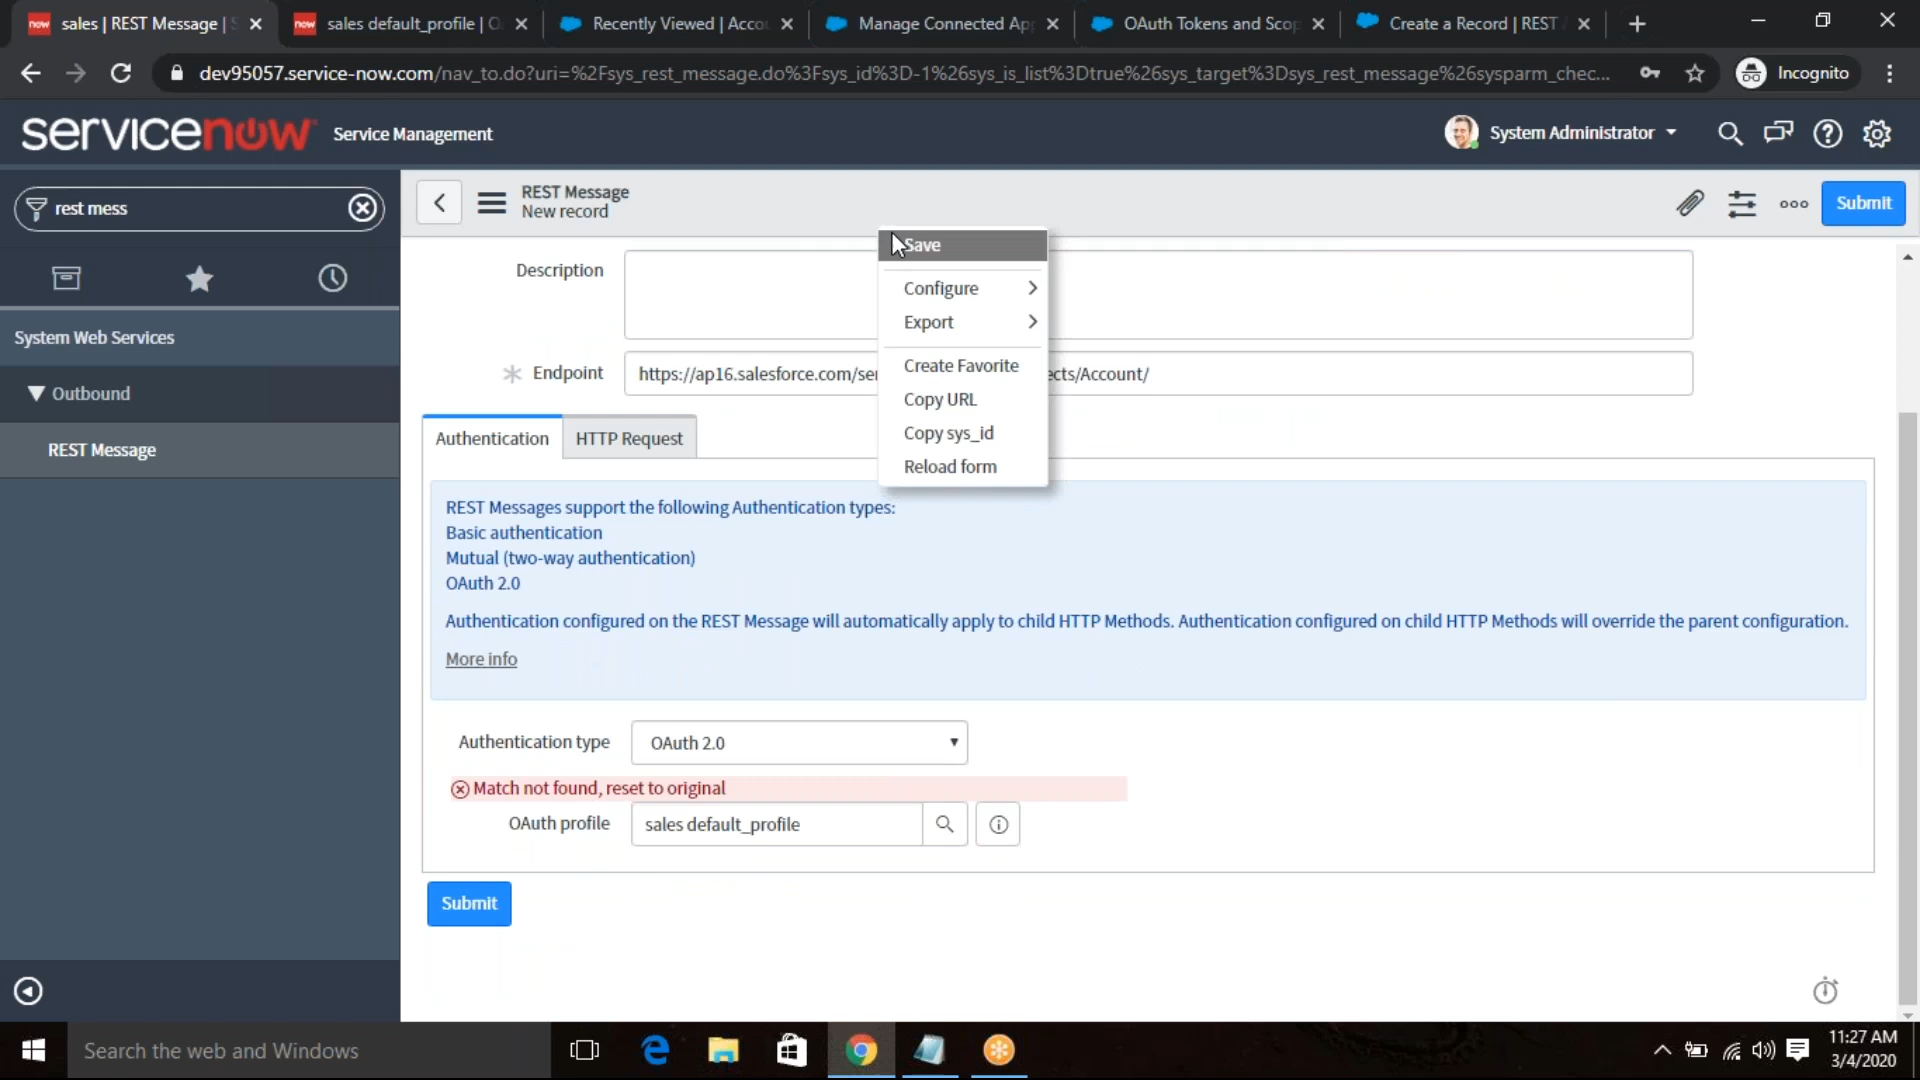 sales | REST Message | S
sales default_profile | O
Recently Viewed | Accou
Manage Connected Ap
OAuth Tokens and Scop
Create a Record | REST
dev95057.service-now.com/nav_to.do?uri=%2Fsys_rest_message.do%3Fsys_id%3D-1%26sys_is_list%3Dtrue%26sys_target%3Dsys_rest_message%26sysparm_chec...
Incognito
servicenow Service Management
System Administrator
rest mess
REST Message
New record
Submit
System Web Services
Outbound
REST Message
Save
Configure
Export
Create Favorite
Copy URL
Copy sys_id
Reload form
Description
Endpoint
https://ap16.salesforce.com/ser
ects/Account/
Authentication
HTTP Request
REST Messages support the following Authentication types:
Basic authentication
Mutual (two-way authentication)
OAuth 2.0
Authentication configured on the REST Message will automatically apply to child HTTP Methods. Authentication configured on child HTTP Methods will override the parent configuration.
More info
Authentication type
OAuth 2.0
Match not found, reset to original
OAuth profile
sales default_profile
Submit
Search the web and Windows
11:27 AM
3/4/2020